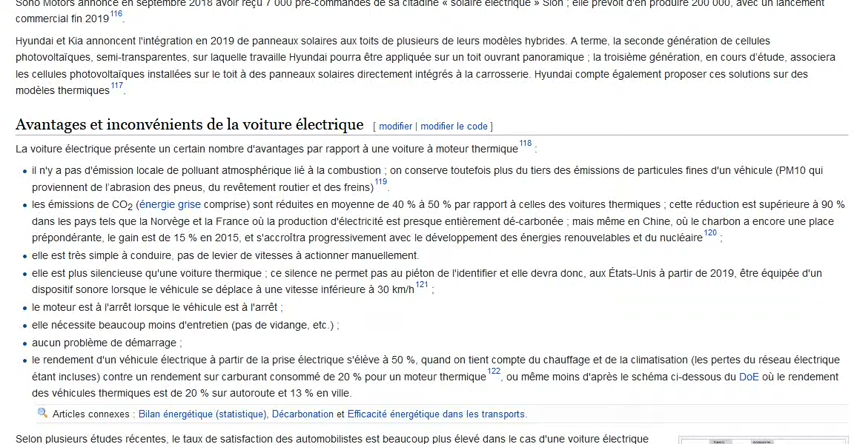 Sono Motors annonce en septembre 2018 avoir reçu 7 000 pré-commandes de sa citadine « solaire électrique » Sion ; elle prévoit d'en produire 200 000, avec un lancement
commercial fin 2019 116.
Hyundai et Kia annoncent l'intégration en 2019 de panneaux solaires aux toits de plusieurs de leurs modèles hybrides. A terme, la seconde génération de cellules
photovoltaïques, semi-transparentes, sur laquelle travaille Hyundai pourra être appliquée sur un toit ouvrant panoramique ; la troisième génération, en cours d'étude, associera
les cellules photovoltaïques installées sur le toit à des panneaux solaires directement intégrés à la carrosserie. Hyundai compte également proposer ces solutions sur des
modèles thermiques 117.
Avantages et inconvénients de la voiture électrique [ modifier | modifier le code ]
La voiture électrique présente un certain nombre d'avantages par rapport à une voiture à moteur thermique 118 :
• il n'y a pas d'émission locale de polluant atmosphérique lié à la combustion ; on conserve toutefois plus du tiers des émissions de particules fines d'un véhicule (PM10 qui
proviennent de l'abrasion des pneus, du revêtement routier et des freins) 119.
• les émissions de CO2 (énergie grise comprise) sont réduites en moyenne de 40 % à 50 % par rapport à celles des voitures thermiques ; cette réduction est supérieure à 90 %
dans les pays tels que la Norvège et la France où la production d'électricité est presque entièrement dé-carbonée ; mais même en Chine, où le charbon a encore une place
prépondérante, le gain est de 15 % en 2015, et s'accroîtra progressivement avec le développement des énergies renouvelables et du nucléaire 120 ;
• elle est très simple à conduire, pas de levier de vitesses à actionner manuellement.
• elle est plus silencieuse qu'une voiture thermique ; ce silence ne permet pas au piéton de l'identifier et elle devra donc, aux États-Unis à partir de 2019, être équipée d'un
dispositif sonore lorsque le véhicule se déplace à une vitesse inférieure à 30 km/h 121 ;
• le moteur est à l'arrêt lorsque le véhicule est à l'arrêt ;
• elle nécessite beaucoup moins d'entretien (pas de vidange, etc.) ;
• aucun problème de démarrage ;
• le rendement d'un véhicule électrique à partir de la prise électrique s'élève à 50 %, quand on tient compte du chauffage et de la climatisation (les pertes du réseau électrique
étant incluses) contre un rendement sur carburant consommé de 20 % pour un moteur thermique 122, ou même moins d'après le schéma ci-dessous du DoE où le rendement
des véhicules thermiques est de 20 % sur autoroute et 13 % en ville.
Articles connexes : Bilan énergétique (statistique), Décarbonation et Efficacité énergétique dans les transports.
Selon plusieurs études récentes, le taux de satisfaction des automobilistes est beaucoup plus élevé dans le cas d'une voiture électrique